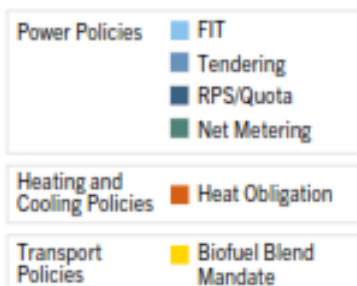 Power Policies
FIT
Tendering
RPS/Quota
Net Metering
Heating and
Cooling Policies
Heat Obligation
Transport
Policies
Biofuel Blend
Mandate